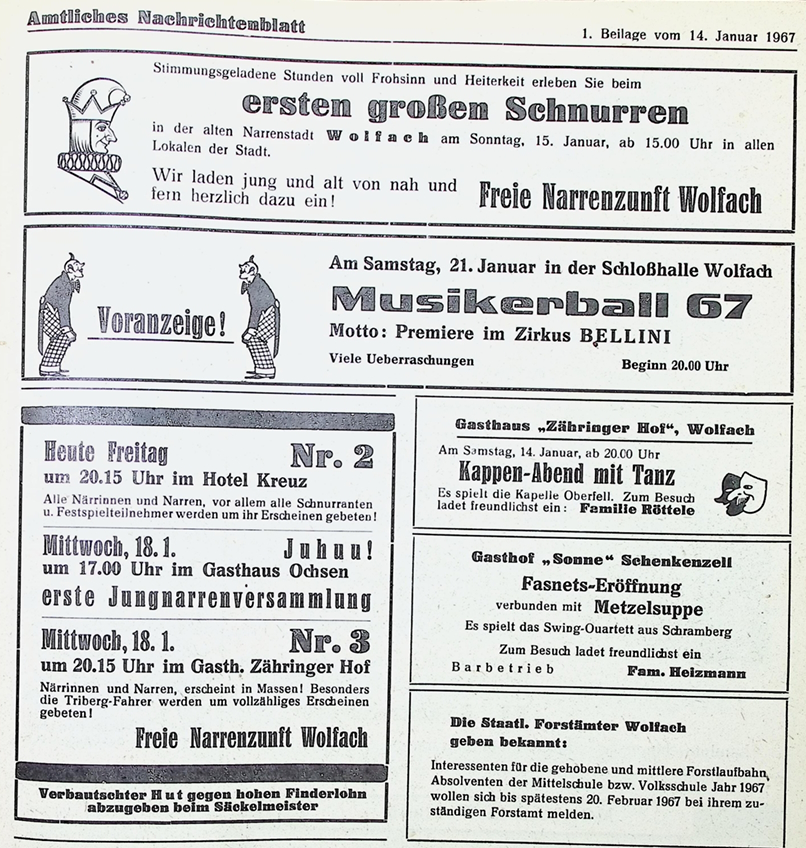 Amtliches Nachrichtenblatt
1. Beilage vom 14. Januar 1967
Stimmungsgeladene Stunden voll Frohsinn und Heiterkeit erleben Sie beim
ersten großen Schnurren
in der alten Narrenstadt Wolfach am Sonntag, 15. Januar, ab 15.00 Uhr in allen
Lokalen der Stadt.
Wir laden jung und alt von nah und
fern herzlich dazu ein!
Freie Narrenzunft Wolfach
Voranzeige!
Am Samstag, 21. Januar in der Schloßhalle Wolfach
Musikerball 67
Motto: Premiere im Zirkus BELLINI
Viele Ueberraschungen
Beginn 20.00 Uhr
Heute Freitag Nr. 2
um 20.15 Uhr im Hotel Kreuz
Alle Närrinnen und Narren, vor allem alle Schnurranten
u. Festspielteilnehmer werden um ihr Erscheinen gebeten!
Mittwoch, 18. 1. Juhuu!
um 17.00 Uhr im Gasthaus Ochsen
erste Jungnarrenversammlung
Mittwoch, 18. 1. Nr. 3
um 20.15 Uhr im Gasth. Zähringer Hof
Närrinnen und Narren, erscheint in Massen! Besonders
die Triberg-Fahrer werden um vollzähliges Erscheinen
gebeten!
Freie Narrenzunft Wolfach
Verbautschter Hut gegen hohen Finderlohn
abzugeben beim Säckelmeister
Gasthaus „Zähringer Hof“, Wolfach
Am Samstag, 14. Januar, ab 20.00 Uhr
Kappen-Abend mit Tanz
Es spielt die Kapelle Oberfell. Zum Besuch
ladet freundlichst ein: Familie Röttele
Gasthof „Sonne“ Schenkenzell
Fasnets-Eröffnung
verbunden mit Metzelsuppe
Es spielt das Swing-Quartett aus Schramberg
Zum Besuch ladet freundlichst ein
Barbetrieb Fam. Heizmann
Die Staatl. Forstämter Wolfach
geben bekannt:
Interessenten für die gehobene und mittlere Forstlaufbahn,
Absolventen der Mittelschule bzw. Volksschule Jahr 1967
wollen sich bis spätestens 20. Februar 1967 bei ihrem zu-
ständigen Forstamt melden.